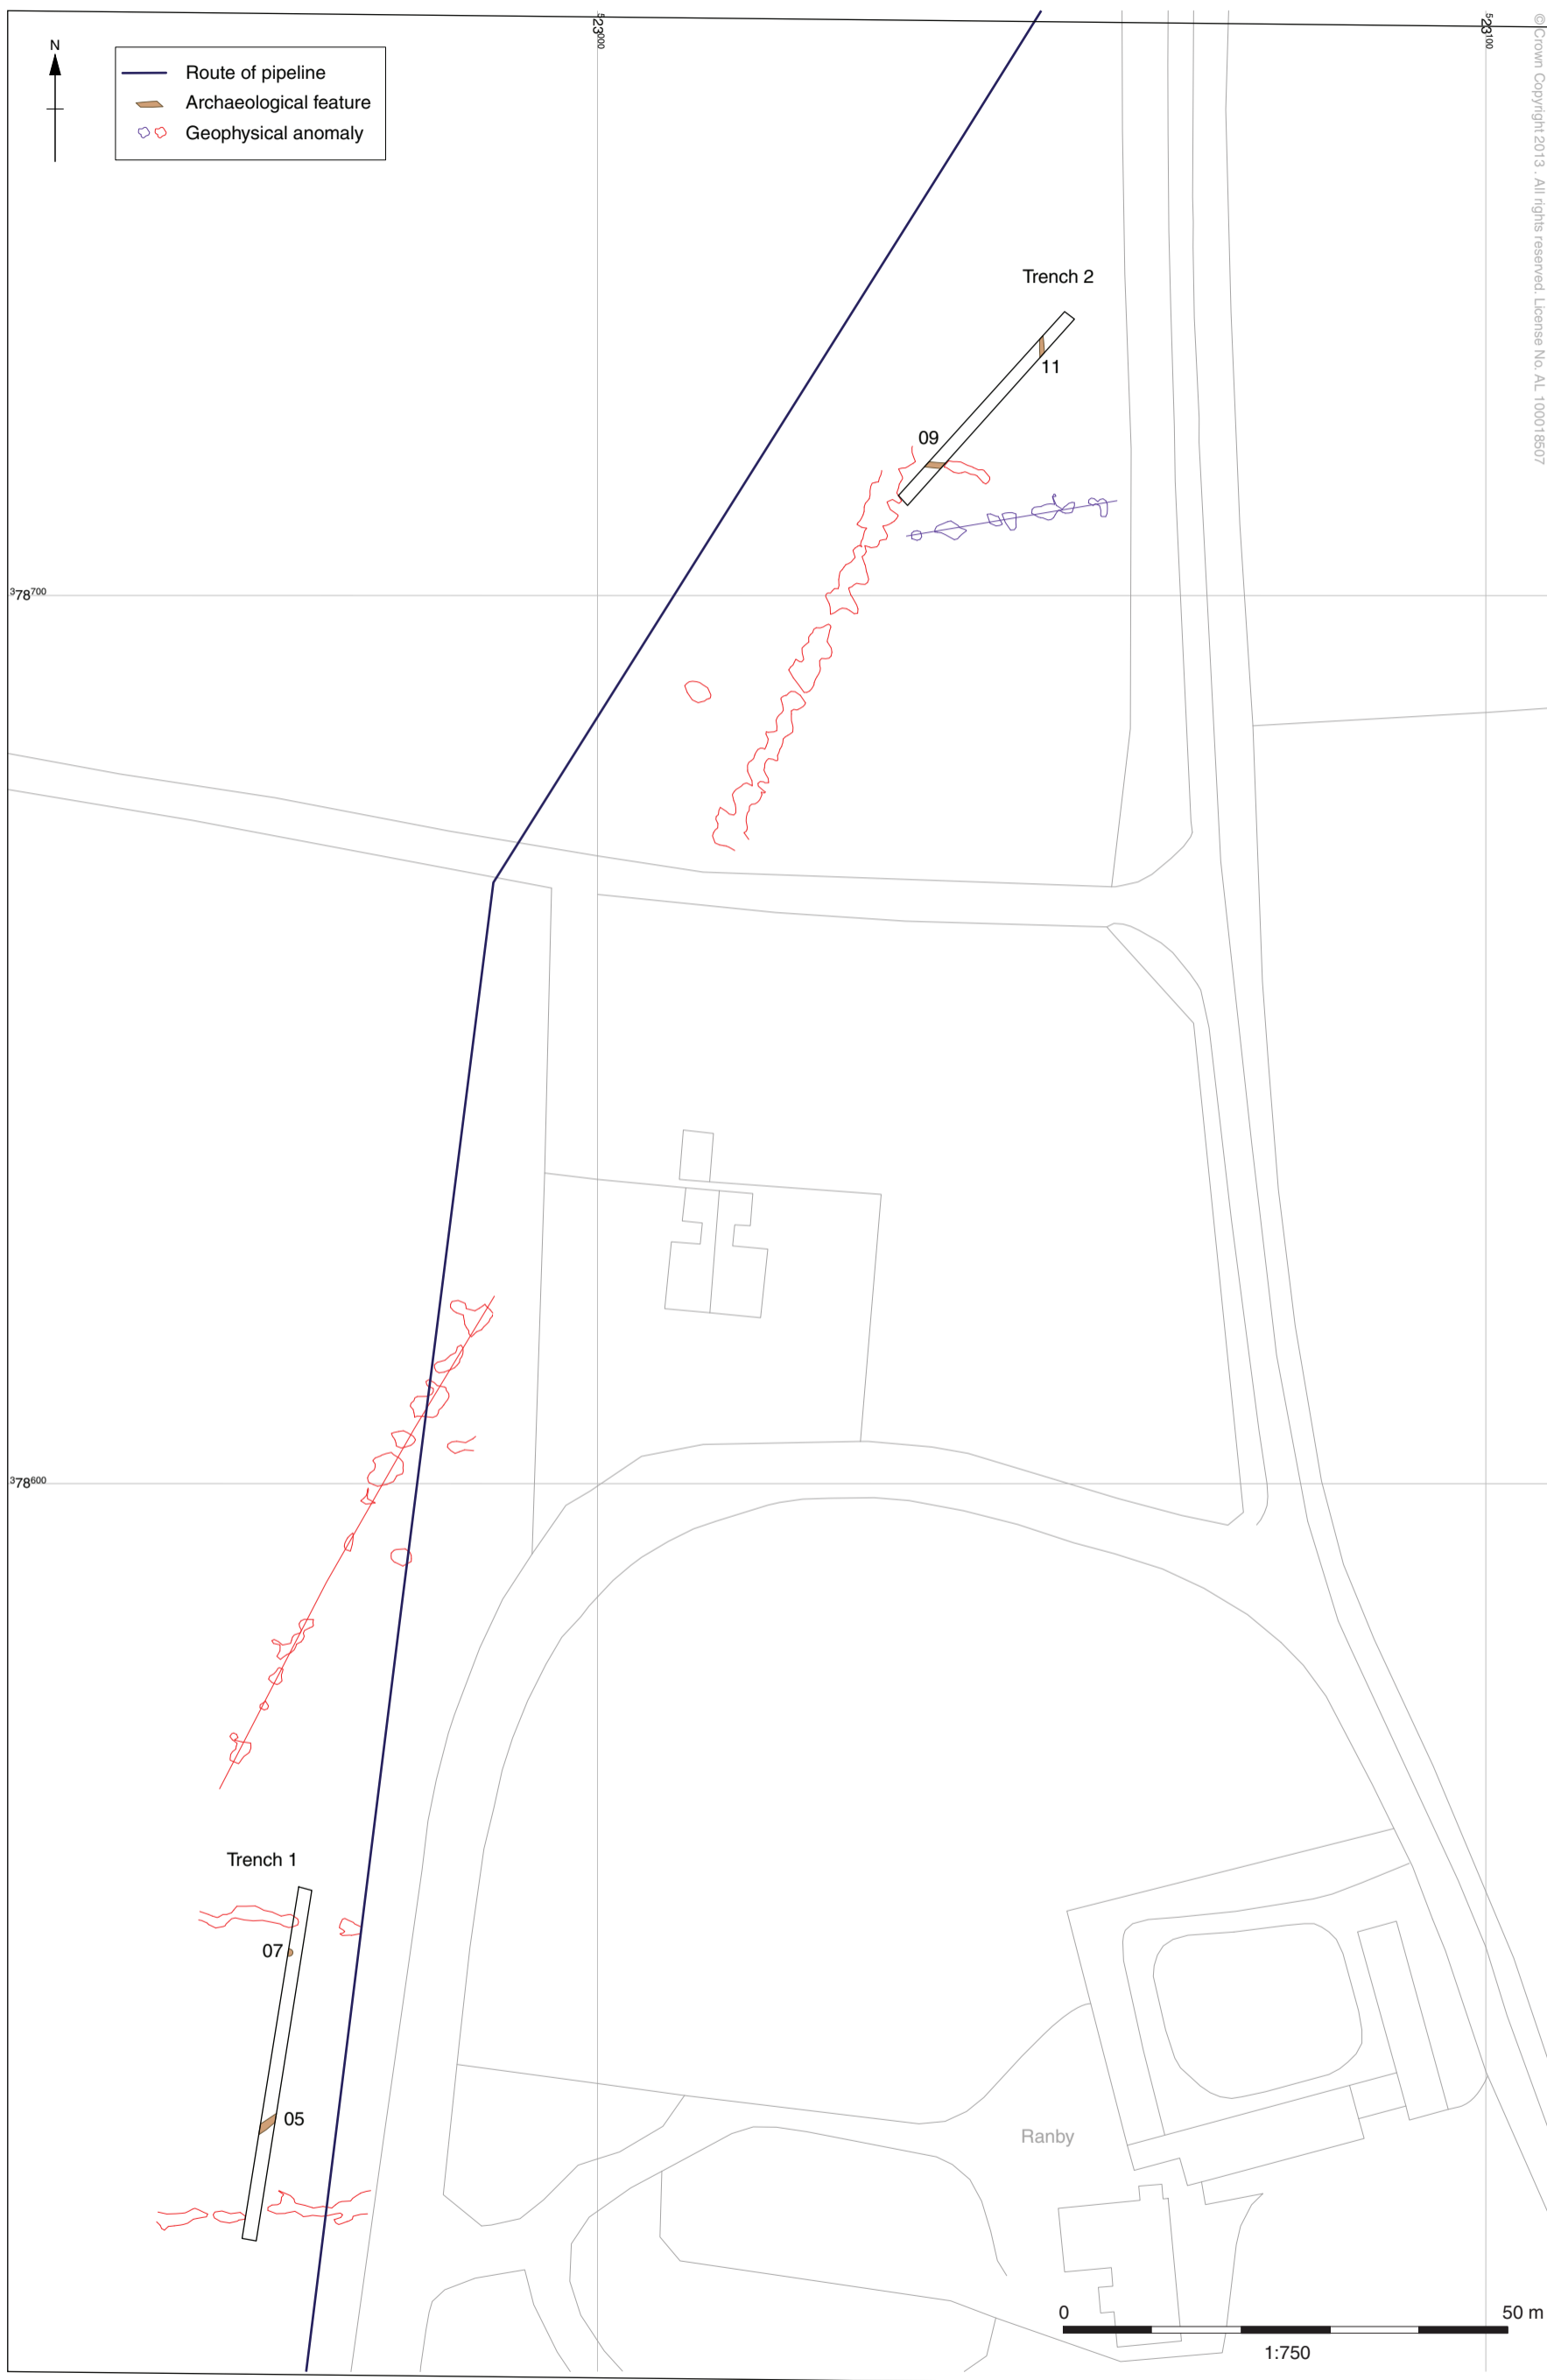 523000
523100
© Crown Copyright 2013 . All rights reserved. License No. AL 100018507
N
Route of pipeline
Archaeological feature
Geophysical anomaly
Trench 2
11
09
378700
378600
Trench 1
07
05
Ranby
0 50 m
1:750